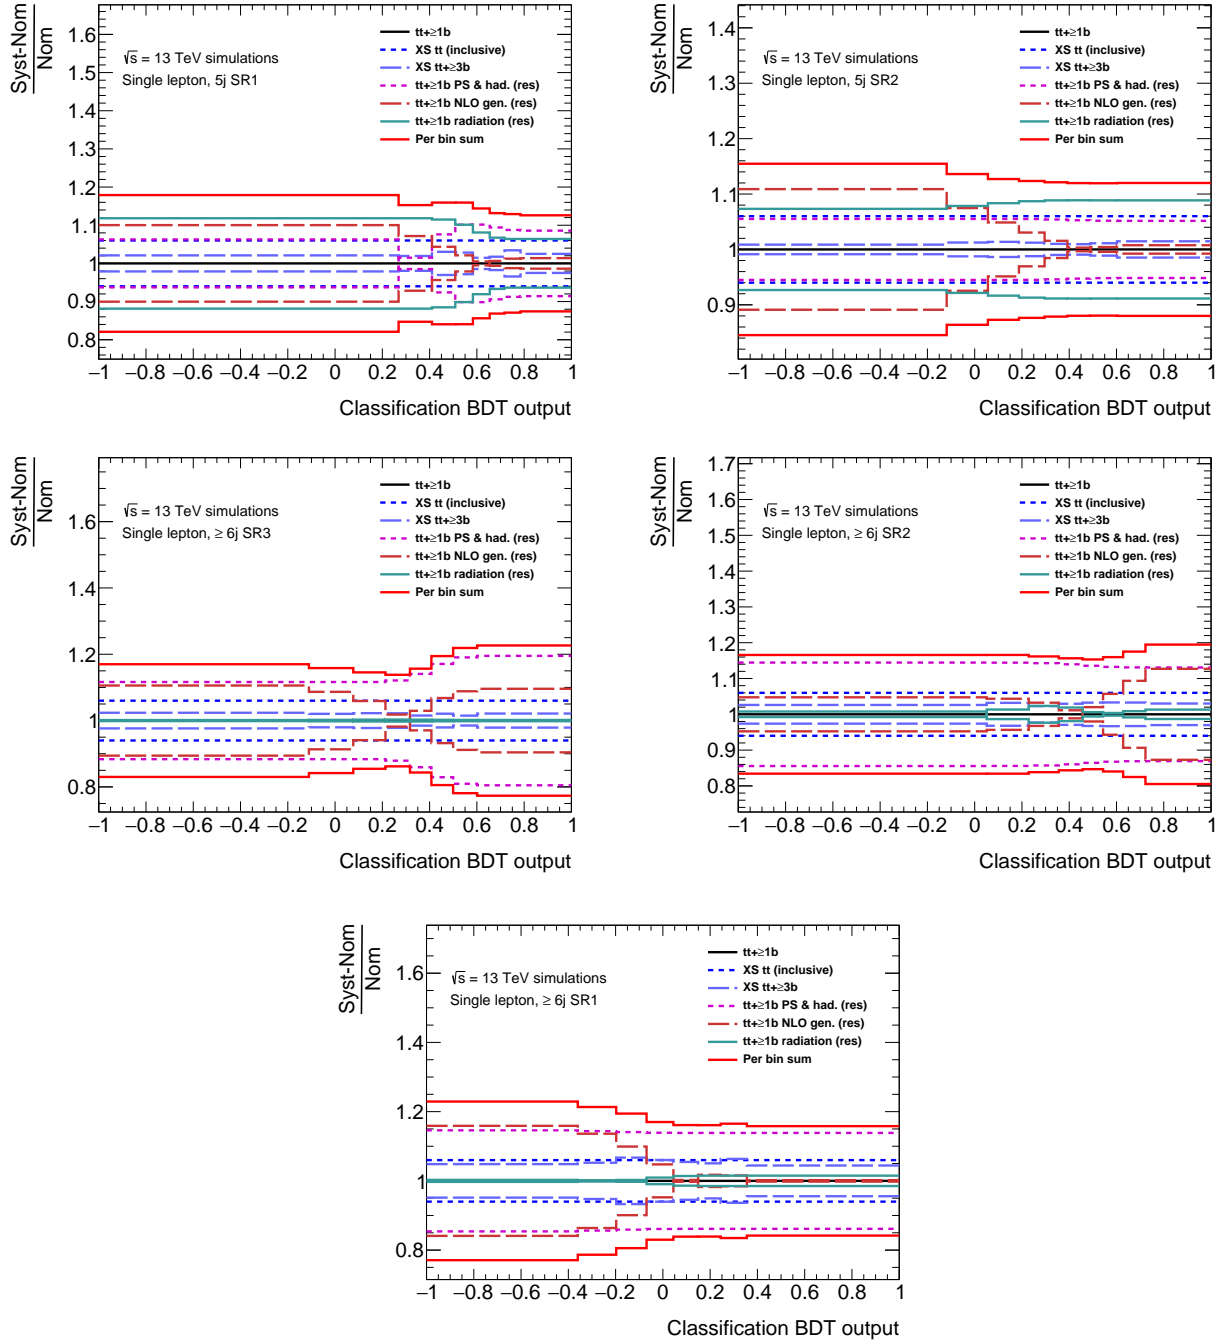 Syst-Nom
Nom
1.6
1.5
1.4
1.3
1.2
1.1
1
0.9
0.8
√s = 13 TeV simulations
Single lepton, 5j SR1
tt+≥1b
XS tt (inclusive)
XS tt+≥3b
tt+≥1b PS & had. (res)
tt+≥1b NLO gen. (res)
tt+≥1b radiation (res)
Per bin sum
−1 −0.8 −0.6 −0.4 −0.2 0 0.2 0.4 0.6 0.8 1
Classification BDT output
Syst-Nom
Nom
1.4
1.3
1.2
1.1
1
0.9
√s = 13 TeV simulations
Single lepton, 5j SR2
tt+≥1b
XS tt (inclusive)
XS tt+≥3b
tt+≥1b PS & had. (res)
tt+≥1b NLO gen. (res)
tt+≥1b radiation (res)
Per bin sum
−1 −0.8 −0.6 −0.4 −0.2 0 0.2 0.4 0.6 0.8 1
Classification BDT output
Syst-Nom
Nom
1.6
1.4
1.2
1
0.8
√s = 13 TeV simulations
Single lepton, ≥ 6j SR3
tt+≥1b
XS tt (inclusive)
XS tt+≥3b
tt+≥1b PS & had. (res)
tt+≥1b NLO gen. (res)
tt+≥1b radiation (res)
Per bin sum
−1 −0.8 −0.6 −0.4 −0.2 0 0.2 0.4 0.6 0.8 1
Classification BDT output
Syst-Nom
Nom
1.7
1.6
1.5
1.4
1.3
1.2
1.1
1
0.9
0.8
√s = 13 TeV simulations
Single lepton, ≥ 6j SR2
tt+≥1b
XS tt (inclusive)
XS tt+≥3b
tt+≥1b PS & had. (res)
tt+≥1b NLO gen. (res)
tt+≥1b radiation (res)
Per bin sum
−1 −0.8 −0.6 −0.4 −0.2 0 0.2 0.4 0.6 0.8 1
Classification BDT output
Syst-Nom
Nom
1.6
1.4
1.2
1
0.8
√s = 13 TeV simulations
Single lepton, ≥ 6j SR1
tt+≥1b
XS tt (inclusive)
XS tt+≥3b
tt+≥1b PS & had. (res)
tt+≥1b NLO gen. (res)
tt+≥1b radiation (res)
Per bin sum
−1 −0.8 −0.6 −0.4 −0.2 0 0.2 0.4 0.6 0.8 1
Classification BDT output